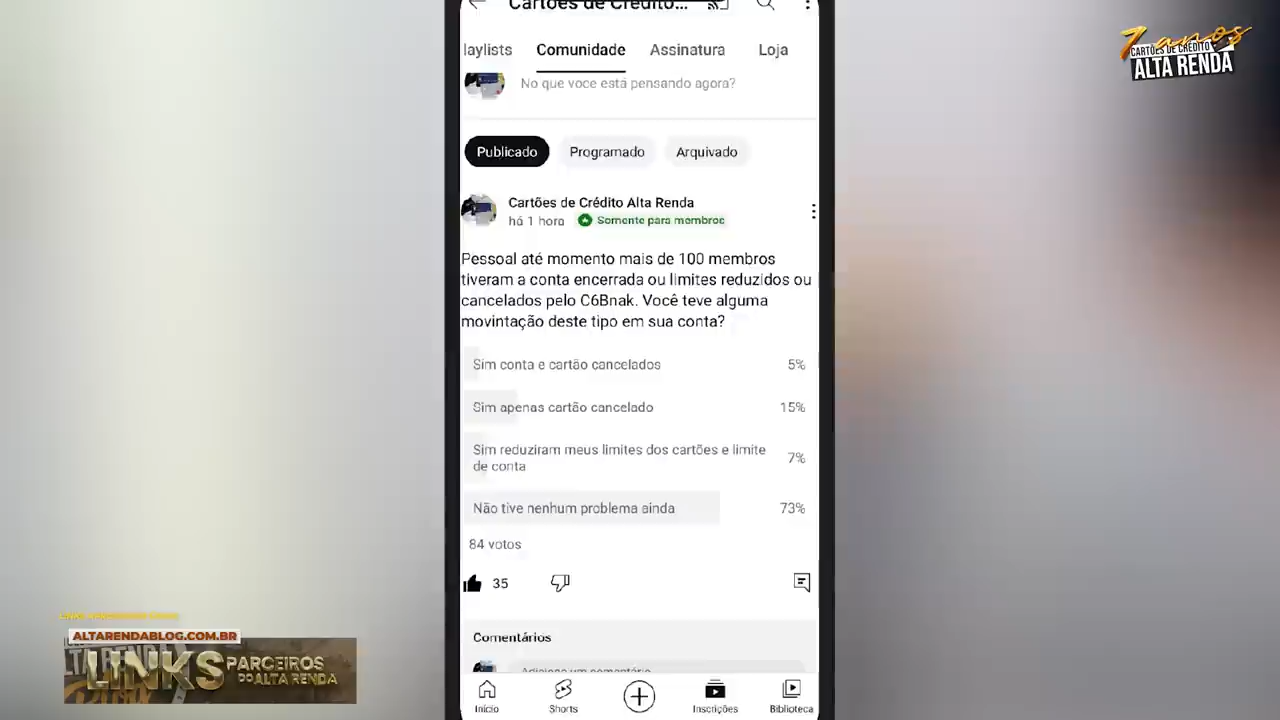 Cartões de Crédito...
laylists Comunidade Assinatura Loja
No que voce está pensando agora?
Publicado Programado Arquivado
Cartões de Crédito Alta Renda
há 1 hora Somente para membros
Pessoal até momento mais de 100 membros
tiveram a conta encerrada ou limites reduzidos ou
cancelados pelo C6Bnak. Você teve alguma
movintação deste tipo em sua conta?
Sim conta e cartão cancelados 5%
Sim apenas cartão cancelado 15%
Sim reduziram meus limites dos cartões e limite
de conta 7%
Não tive nenhum problema ainda 73%
84 votos
35
Comentários
Adicione um comentário
Início Shorts Inscrições Biblioteca
7 anos
CARTÕES DE CRÉDITO
ALTA RENDA
ALTARENDABLOG.COM.BR
LINKS PARCEIROS
DO ALTA RENDA